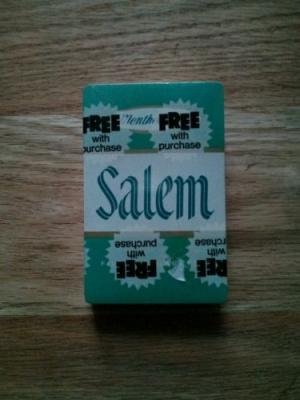 FREE Menthol FREE
with with
purchase purchase
Salem
purchase purchase
with with
FREE FREE